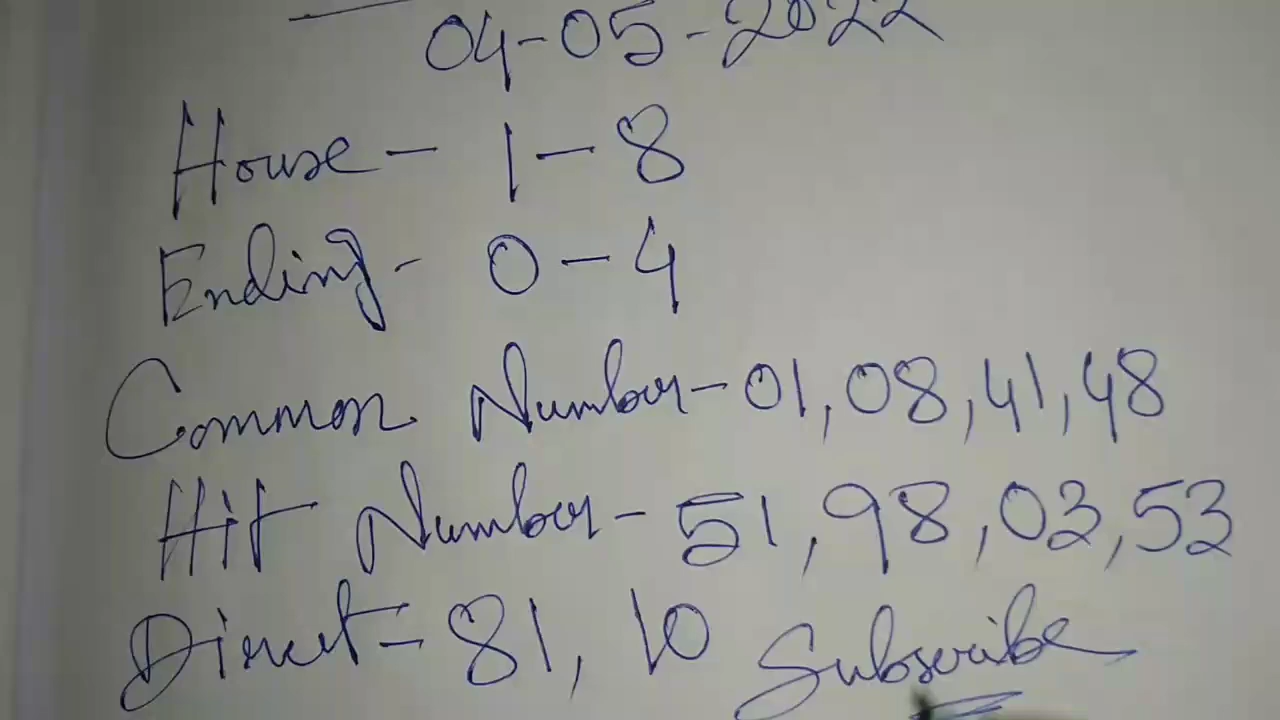 04-05-2022
House - 1-8
Ending - 0-4
Common Number - 01, 08, 41, 48
Hit Number - 51, 98, 03, 53
Direct - 81, 10 Subscribe